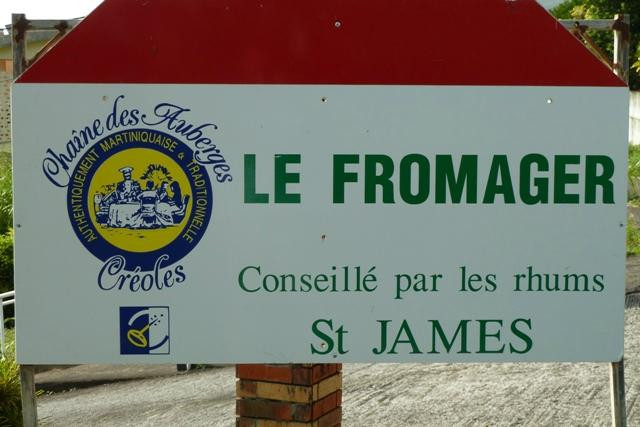 Chaîne des Auberges
AUTHENTIQUEMENT MARTINIQUAISE & TRADITIONNELLE
Créoles
LE FROMAGER
Conseillé par les rhums
St JAMES